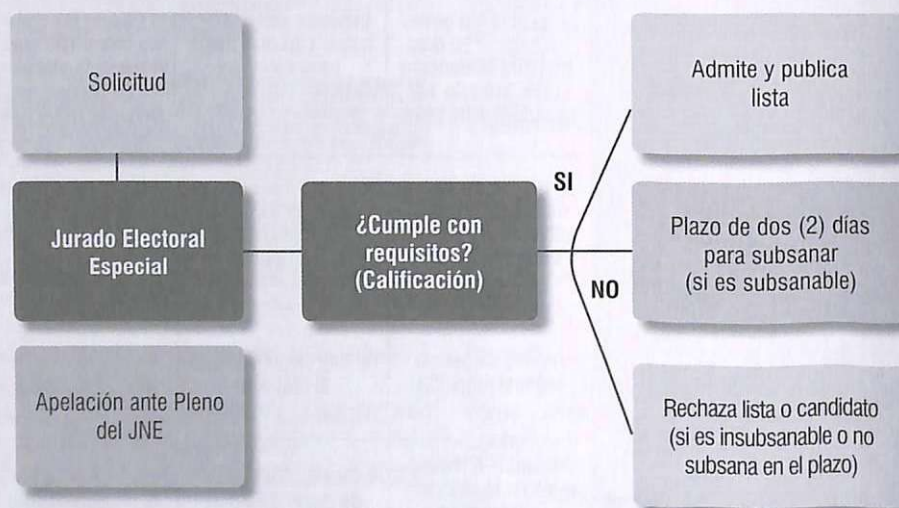 Solicitud
Admite y publica
lista
Jurado Electoral
Especial
¿Cumple con
requisitos?
(Calificación)
SI
NO
Plazo de dos (2) días
para subsanar
(si es subsanable)
Apelación ante Pleno
del JNE
Rechaza lista o candidato
(si es insubsanable o no
subsana en el plazo)